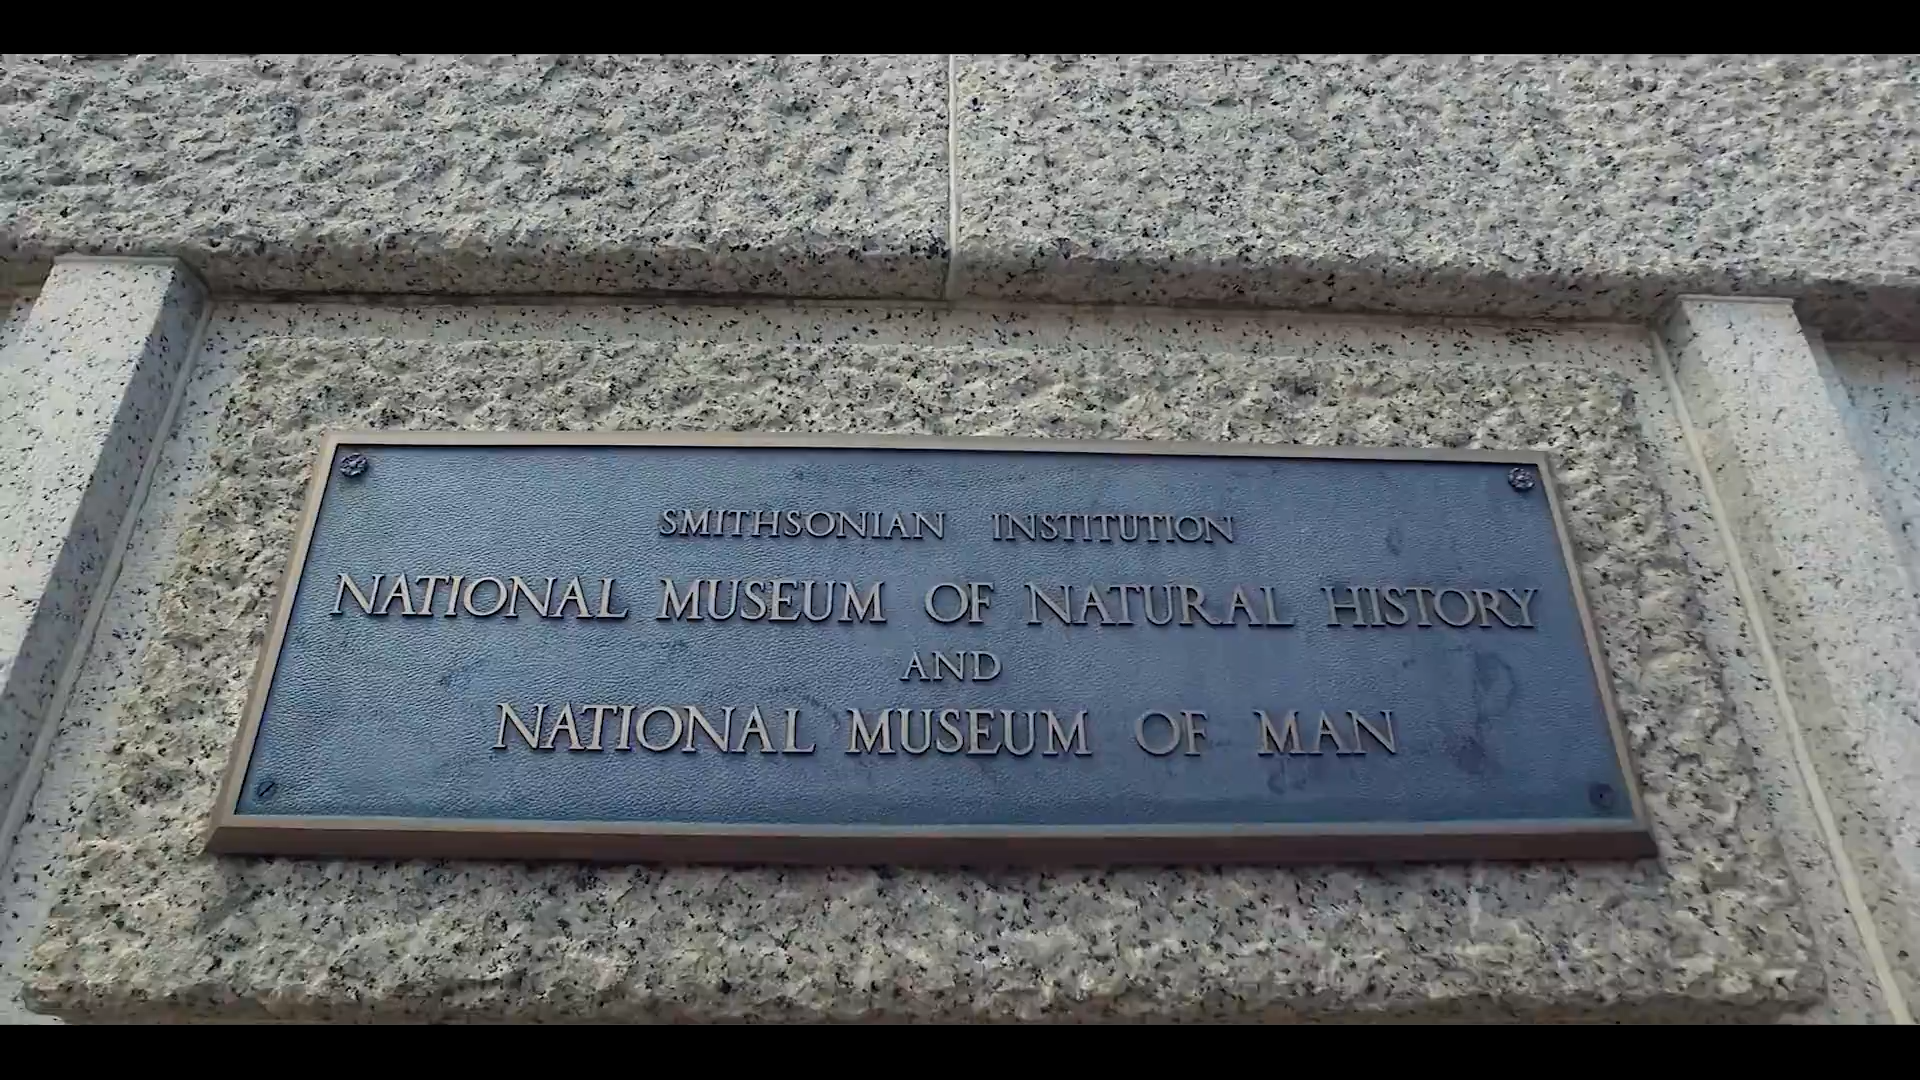 SMITHSONIAN INSTITUTION
NATIONAL MUSEUM OF NATURAL HISTORY
AND
NATIONAL MUSEUM OF MAN